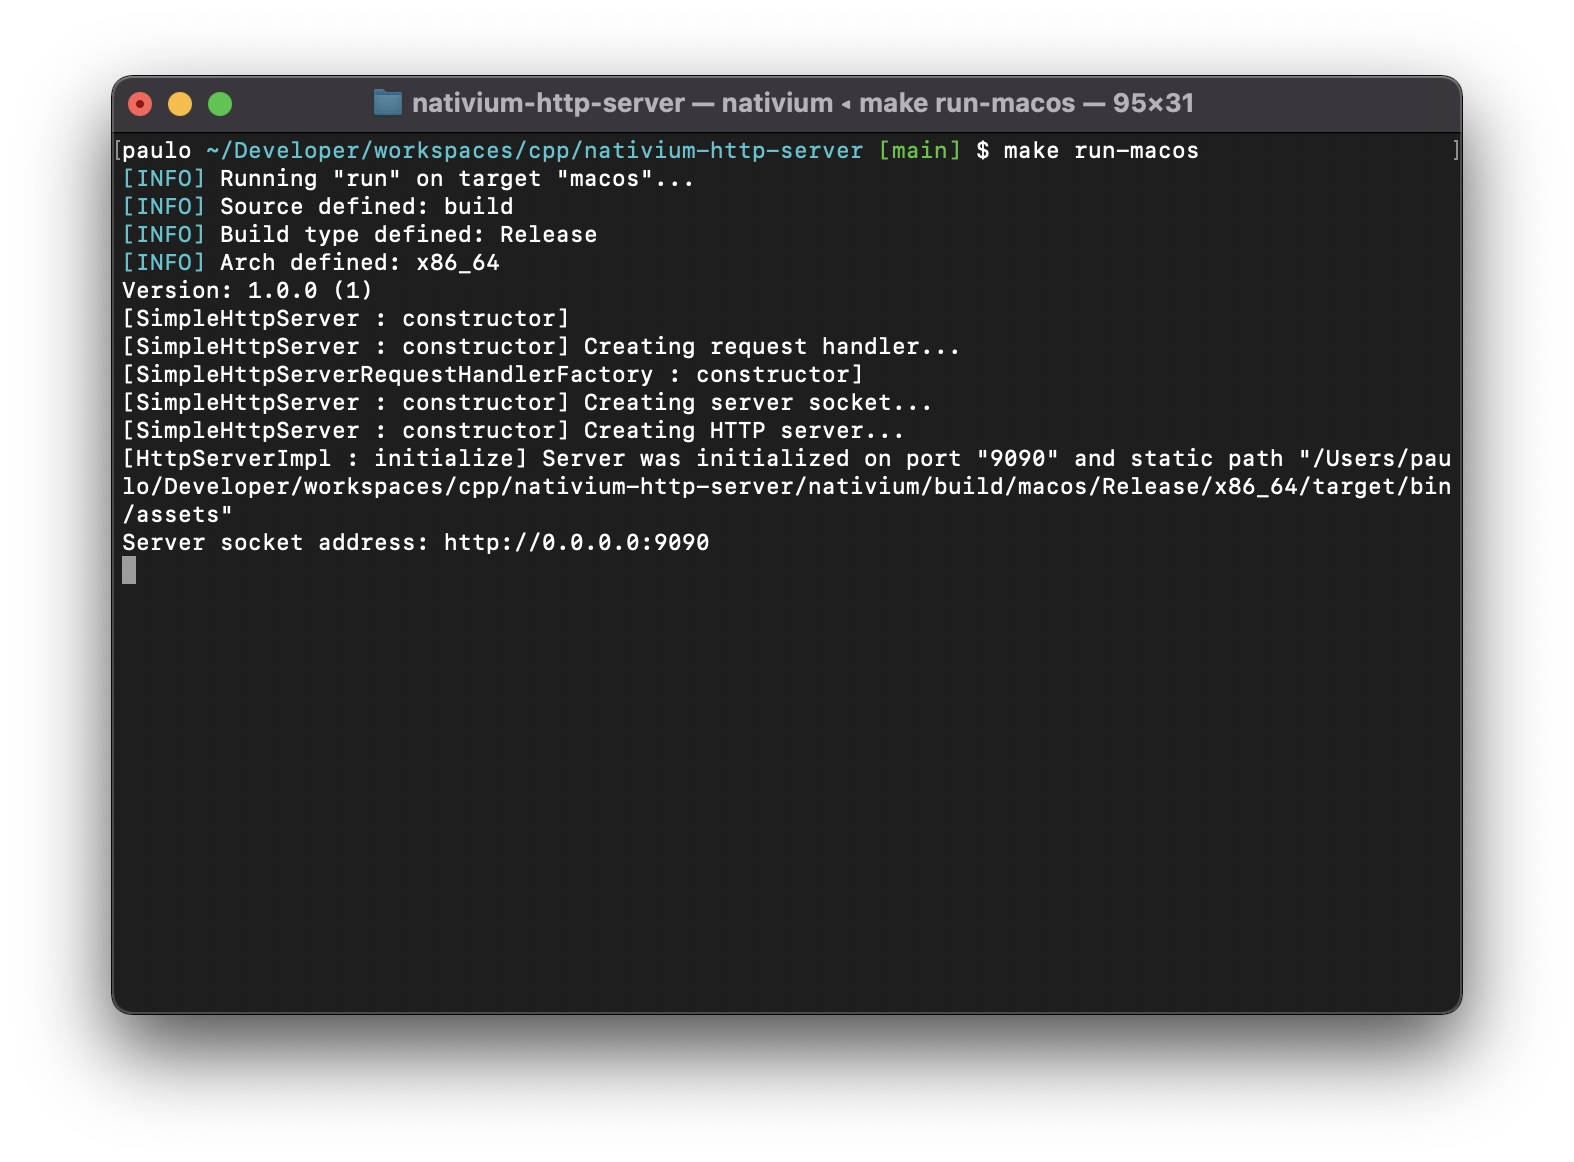 nativium-http-server — nativium ◂ make run-macos — 95×31
[paulo ~/Developer/workspaces/cpp/nativium-http-server [main] $ make run-macos ]
[INFO] Running "run" on target "macos"...
[INFO] Source defined: build
[INFO] Build type defined: Release
[INFO] Arch defined: x86_64
Version: 1.0.0 (1)
[SimpleHttpServer : constructor]
[SimpleHttpServer : constructor] Creating request handler...
[SimpleHttpServerRequestHandlerFactory : constructor]
[SimpleHttpServer : constructor] Creating server socket...
[SimpleHttpServer : constructor] Creating HTTP server...
[HttpServerImpl : initialize] Server was initialized on port "9090" and static path "/Users/pau
lo/Developer/workspaces/cpp/nativium-http-server/nativium/build/macos/Release/x86_64/target/bin
/assets"
Server socket address: http://0.0.0.0:9090